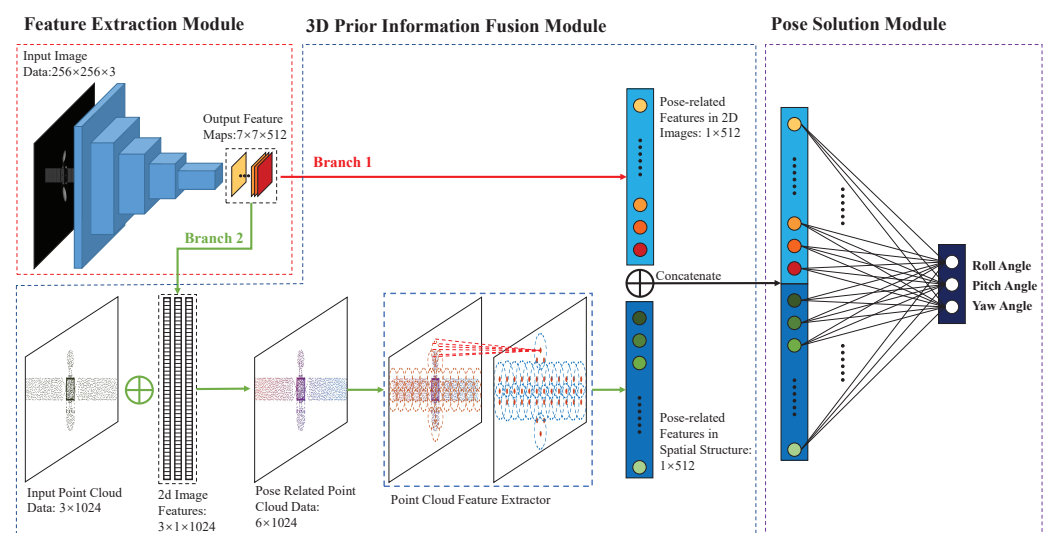 Feature Extraction Module
3D Prior Information Fusion Module
Pose Solution Module
Input Image
Data:256×256×3
Output Feature
Maps:7×7×512
Branch 1
Branch 2
Pose-related
Features in 2D
Images: 1×512
Concatenate
Roll Angle
Pitch Angle
Yaw Angle
Input Point Cloud
Data: 3×1024
2d Image
Features:
3×1×1024
Pose Related Point
Cloud Data:
6×1024
Point Cloud Feature Extractor
Pose-related
Features in
Spatial Structure:
1×512